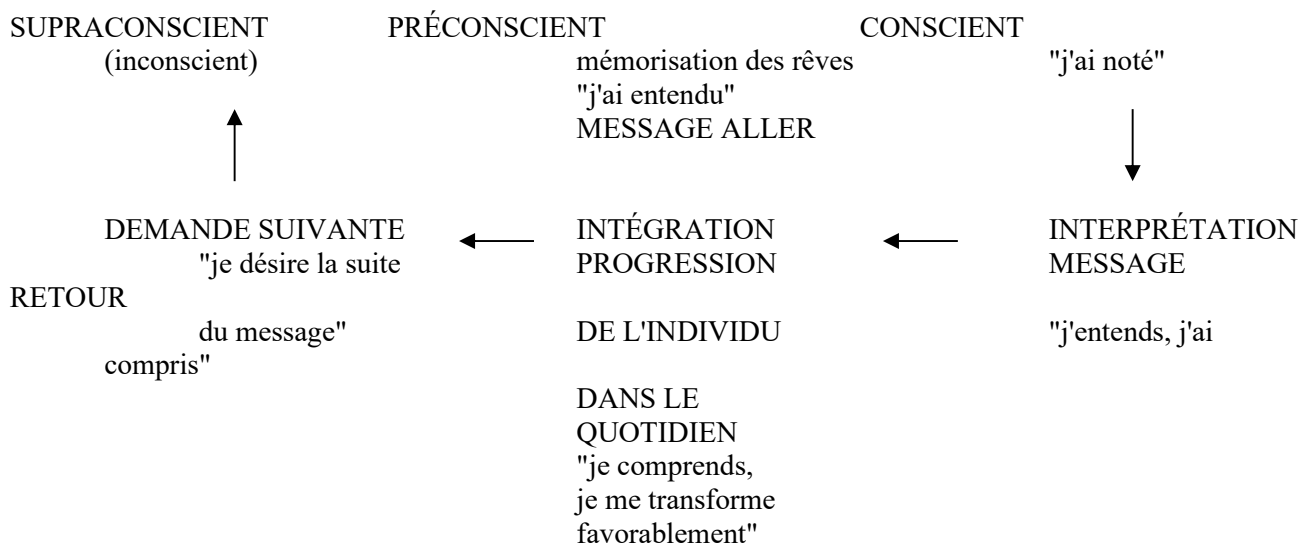 SUPRACONSCIENT PRÉCONSCIENT CONSCIENT
(inconscient) mémorisation des rêves "j'ai noté"
"j'ai entendu"
MESSAGE ALLER
DEMANDE SUIVANTE INTÉGRATION INTERPRÉTATION
"je désire la suite PROGRESSION MESSAGE
RETOUR
du message" DE L'INDIVIDU "j'entends, j'ai
compris"
DANS LE
QUOTIDIEN
"je comprends,
je me transforme
favorablement"